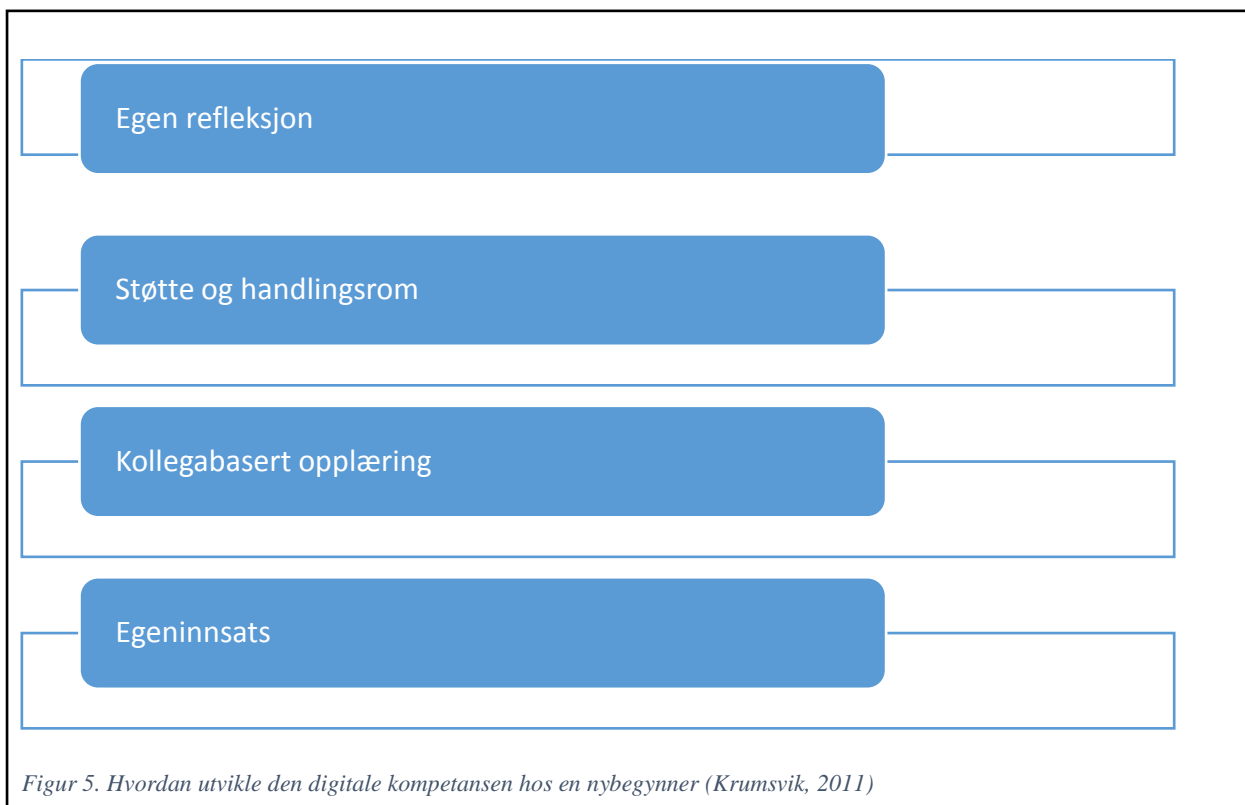 Egen refleksjon
Støtte og handlingsrom
Kollegabasert opplæring
Egeninnsats
Figur 5. Hvordan utvikle den digitale kompetansen hos en nybegynner (Krumsvik, 2011)